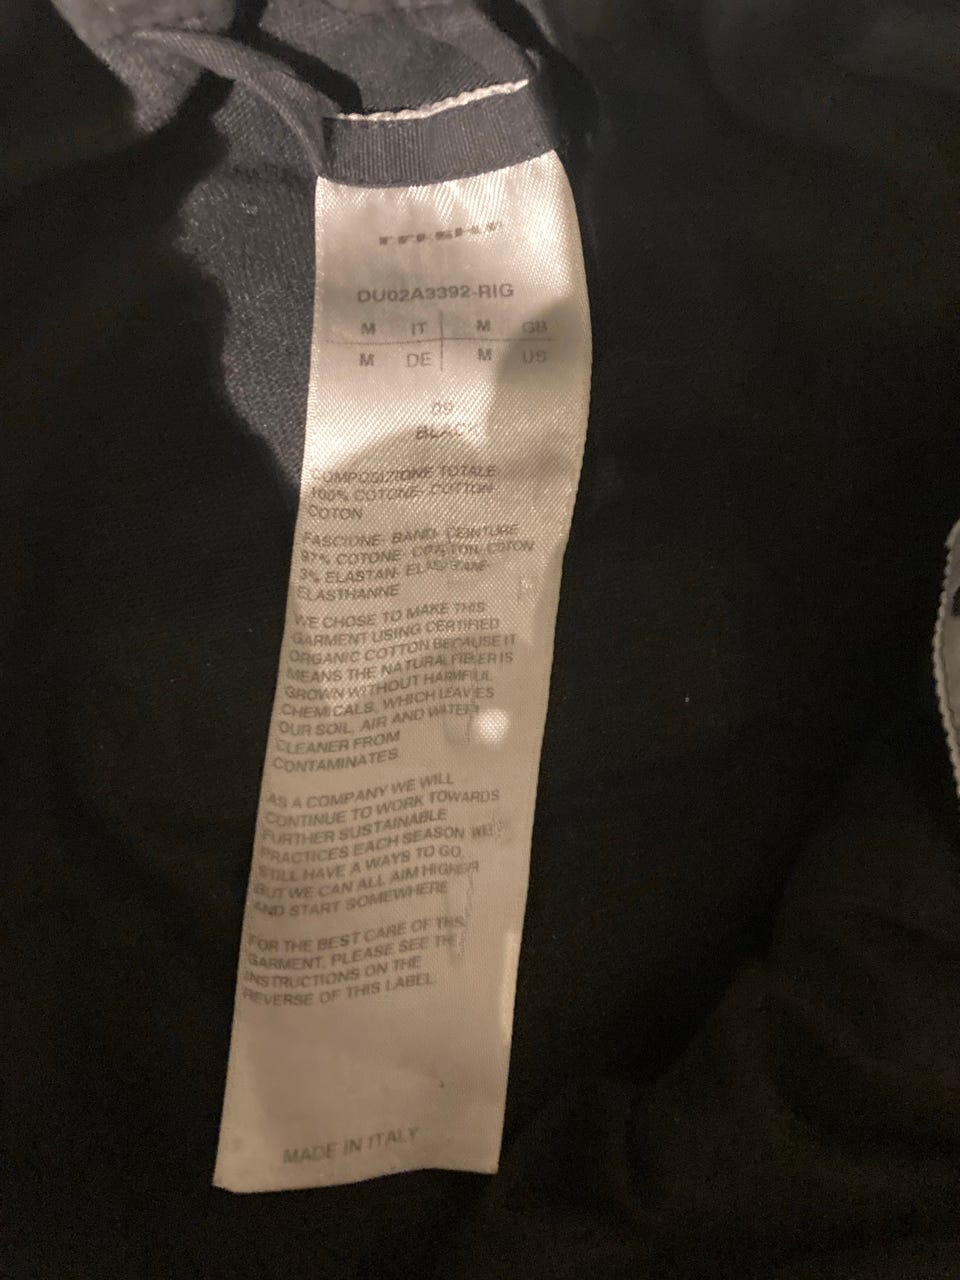 DU02A3392-RIG
M IT M GB
M DE M US
09
BLACK
COMPOSIZIONE TOTALE
100% COTONE- COTTON-
COTON
FASCIONE- BAND- CEINTURE
97% COTONE- COTTON- COTON
3% ELASTAN- ELASTANE-
ELASTHANNE
WE CHOSE TO MAKE THIS
GARMENT USING CERTIFIED
ORGANIC COTTON BECAUSE IT
MEANS THE NATURAL FIBER IS
GROWN WITHOUT HARMFUL
CHEMICALS, WHICH LEAVES
OUR SOIL, AIR AND WATER
CLEANER FROM
CONTAMINATES
AS A COMPANY WE WILL
CONTINUE TO WORK TOWARDS
FURTHER SUSTAINABLE
PRACTICES EACH SEASON WE
STILL HAVE A WAYS TO GO,
BUT WE CAN ALL AIM HIGHER
AND START SOMEWHERE
FOR THE BEST CARE OF THIS
GARMENT, PLEASE SEE THE
INSTRUCTIONS ON THE
REVERSE OF THIS LABEL
MADE IN ITALY